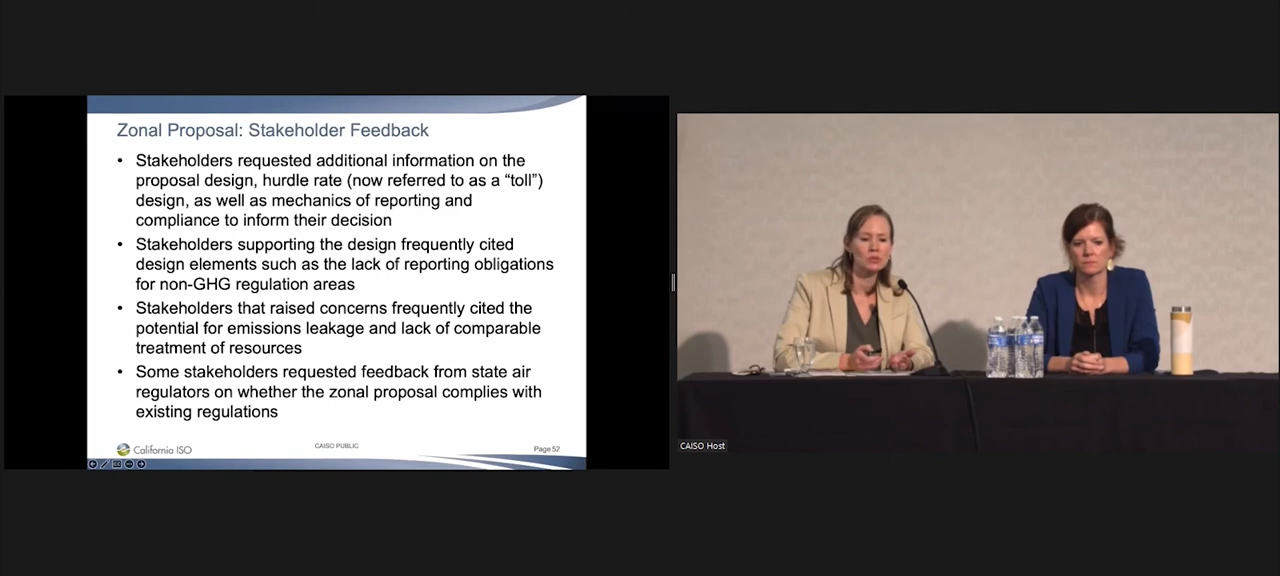 Zonal Proposal: Stakeholder Feedback
• Stakeholders requested additional information on the
proposal design, hurdle rate (now referred to as a “toll”)
design, as well as mechanics of reporting and
compliance to inform their decision
• Stakeholders supporting the design frequently cited
design elements such as the lack of reporting obligations
for non-GHG regulation areas
• Stakeholders that raised concerns frequently cited the
potential for emissions leakage and lack of comparable
treatment of resources
• Some stakeholders requested feedback from state air
regulators on whether the zonal proposal complies with
existing regulations
California ISO
CAISO PUBLIC
Page 52
CAISO Host